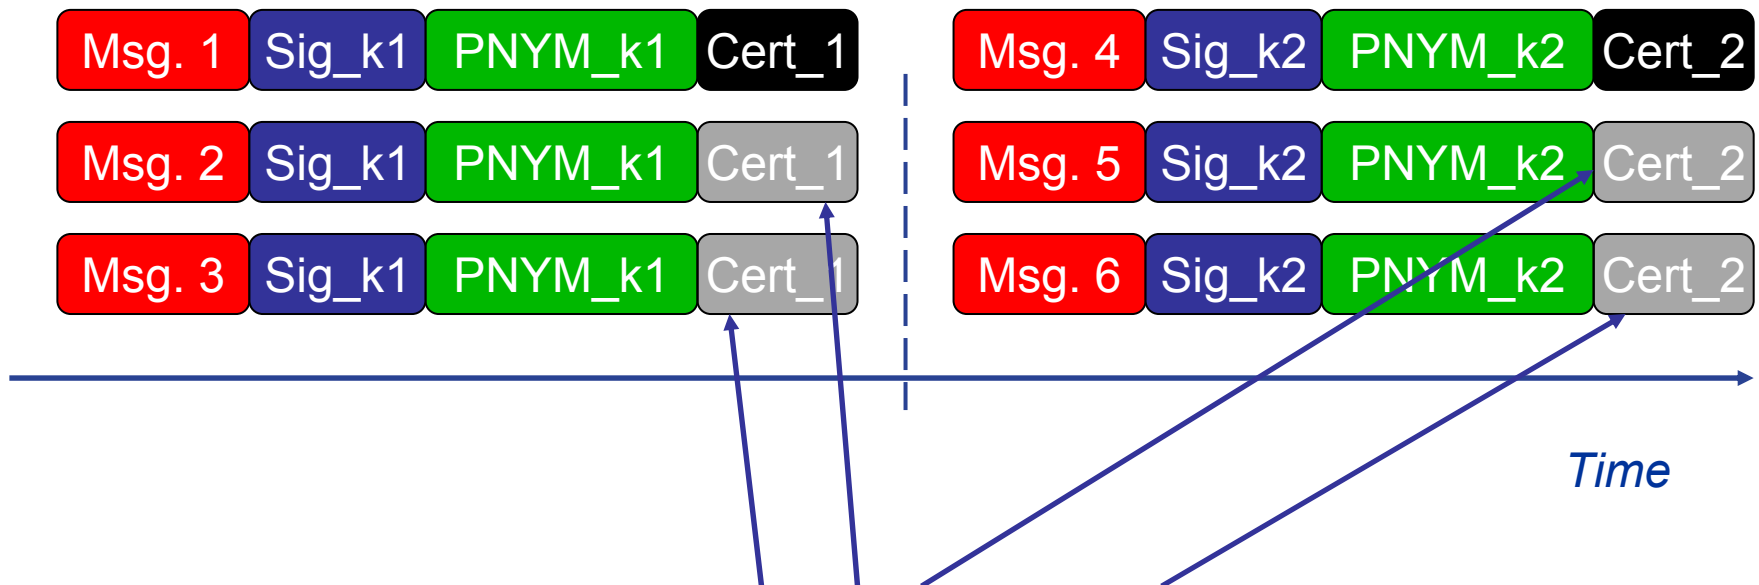 Msg. 1 Sig_k1 PNYM_k1 Cert_1
Msg. 2 Sig_k1 PNYM_k1 Cert_1
Msg. 3 Sig_k1 PNYM_k1 Cert_1
Msg. 4 Sig_k2 PNYM_k2 Cert_2
Msg. 5 Sig_k2 PNYM_k2 Cert_2
Msg. 6 Sig_k2 PNYM_k2 Cert_2
Time